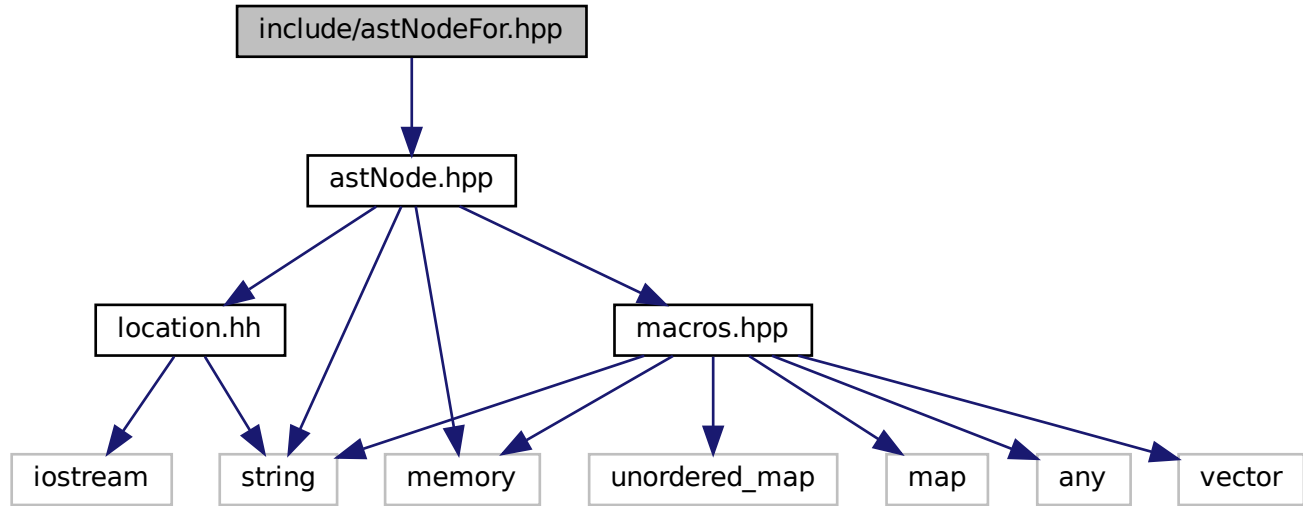 include/astNodeFor.hpp
astNode.hpp
location.hh
macros.hpp
iostream
string
memory
unordered_map
map
any
vector